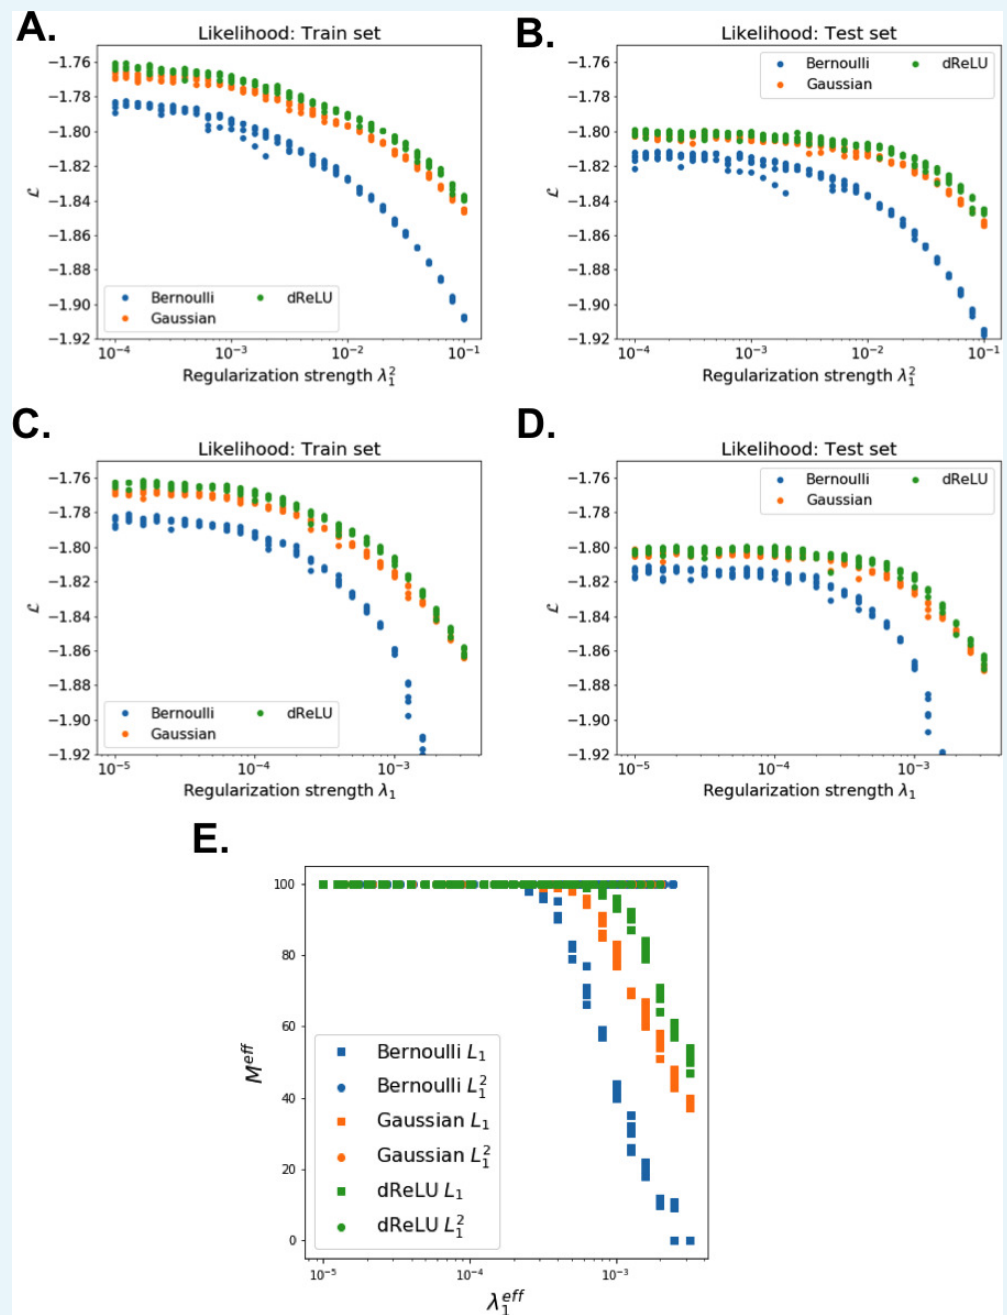 A.
Likelihood: Train set
−1.76
−1.78
−1.80
−1.82
−1.84
−1.86
−1.88
−1.90
−1.92
ℒ
Bernoulli
dReLU
Gaussian
10⁻⁴
10⁻³
10⁻²
10⁻¹
Regularization strength λ₁²
B.
Likelihood: Test set
Bernoulli
dReLU
Gaussian
−1.76
−1.78
−1.80
−1.82
−1.84
−1.86
−1.88
−1.90
−1.92
ℒ
10⁻⁴
10⁻³
10⁻²
10⁻¹
Regularization strength λ₁²
C.
Likelihood: Train set
−1.76
−1.78
−1.80
−1.82
−1.84
−1.86
−1.88
−1.90
−1.92
ℒ
Bernoulli
dReLU
Gaussian
10⁻⁵
10⁻⁴
10⁻³
Regularization strength λ₁
D.
Likelihood: Test set
Bernoulli
dReLU
Gaussian
−1.76
−1.78
−1.80
−1.82
−1.84
−1.86
−1.88
−1.90
−1.92
ℒ
10⁻⁵
10⁻⁴
10⁻³
Regularization strength λ₁
E.
100
80
60
40
20
0
M^eff
Bernoulli L₁
Bernoulli L₁²
Gaussian L₁
Gaussian L₁²
dReLU L₁
dReLU L₁²
10⁻⁵
10⁻⁴
10⁻³
λ₁^eff